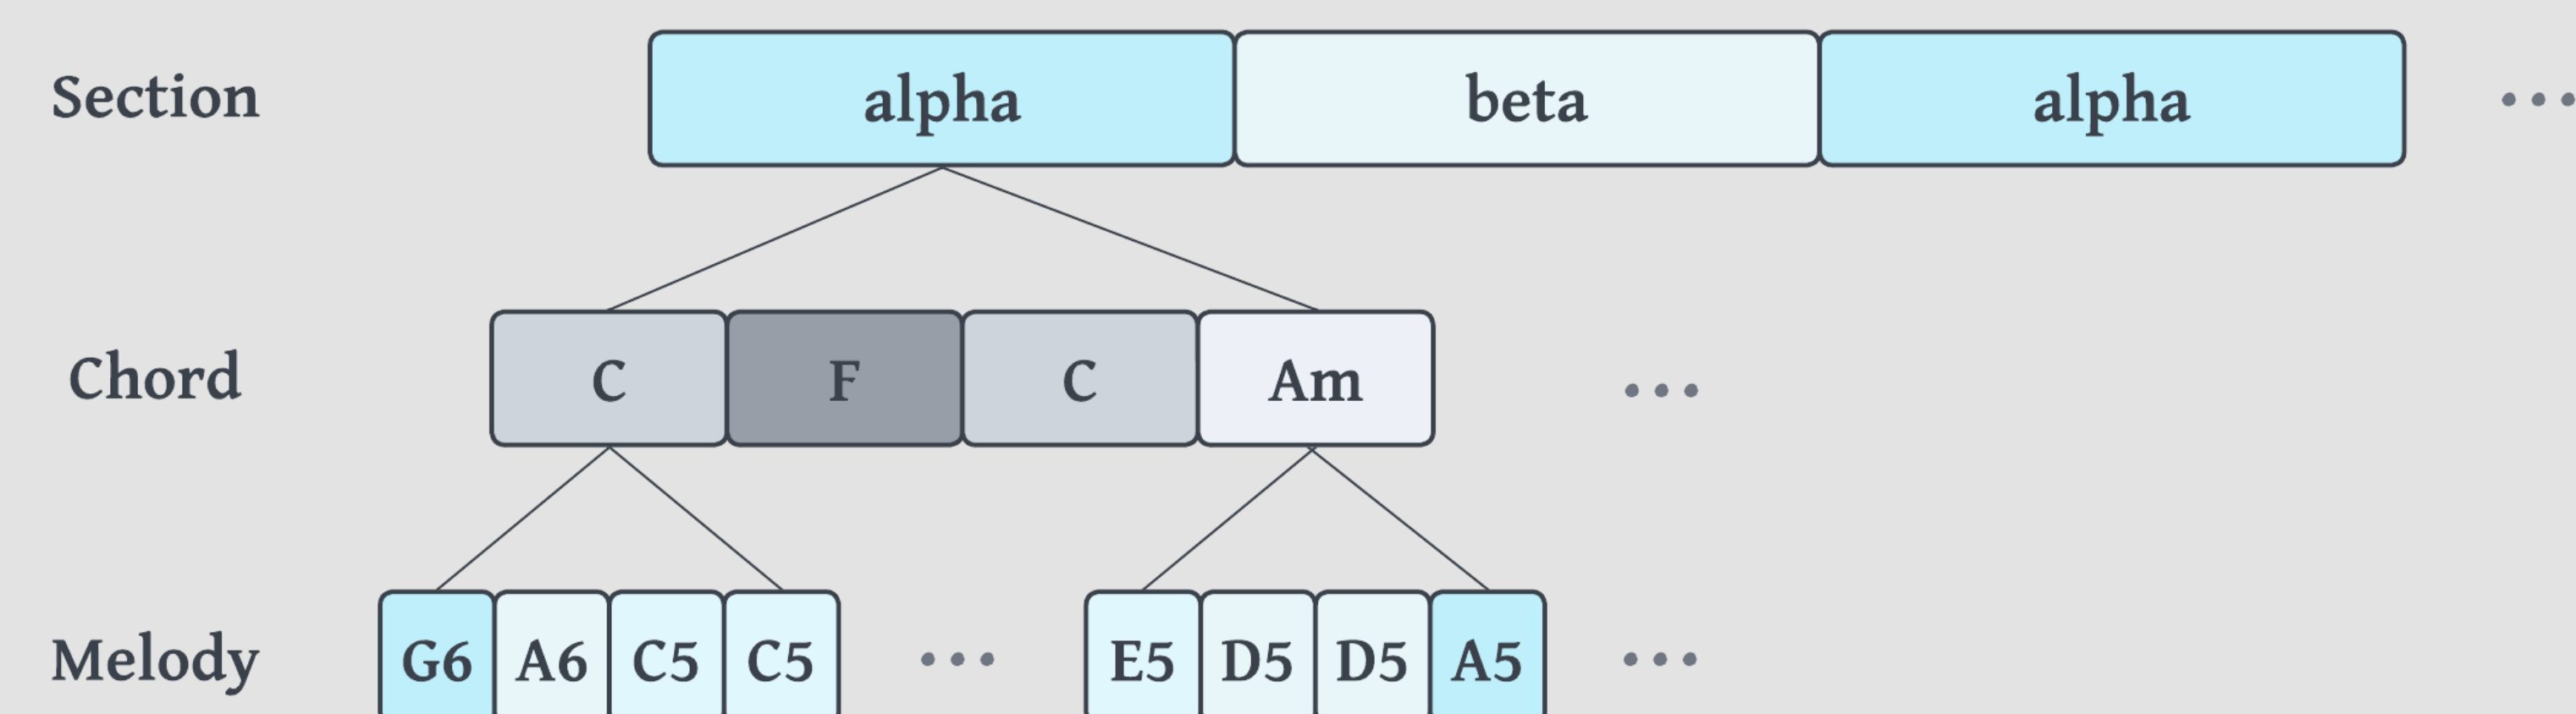 Section alpha beta alpha ...
Chord C F C Am ...
Melody G6 A6 C5 C5 ... E5 D5 D5 A5 ...